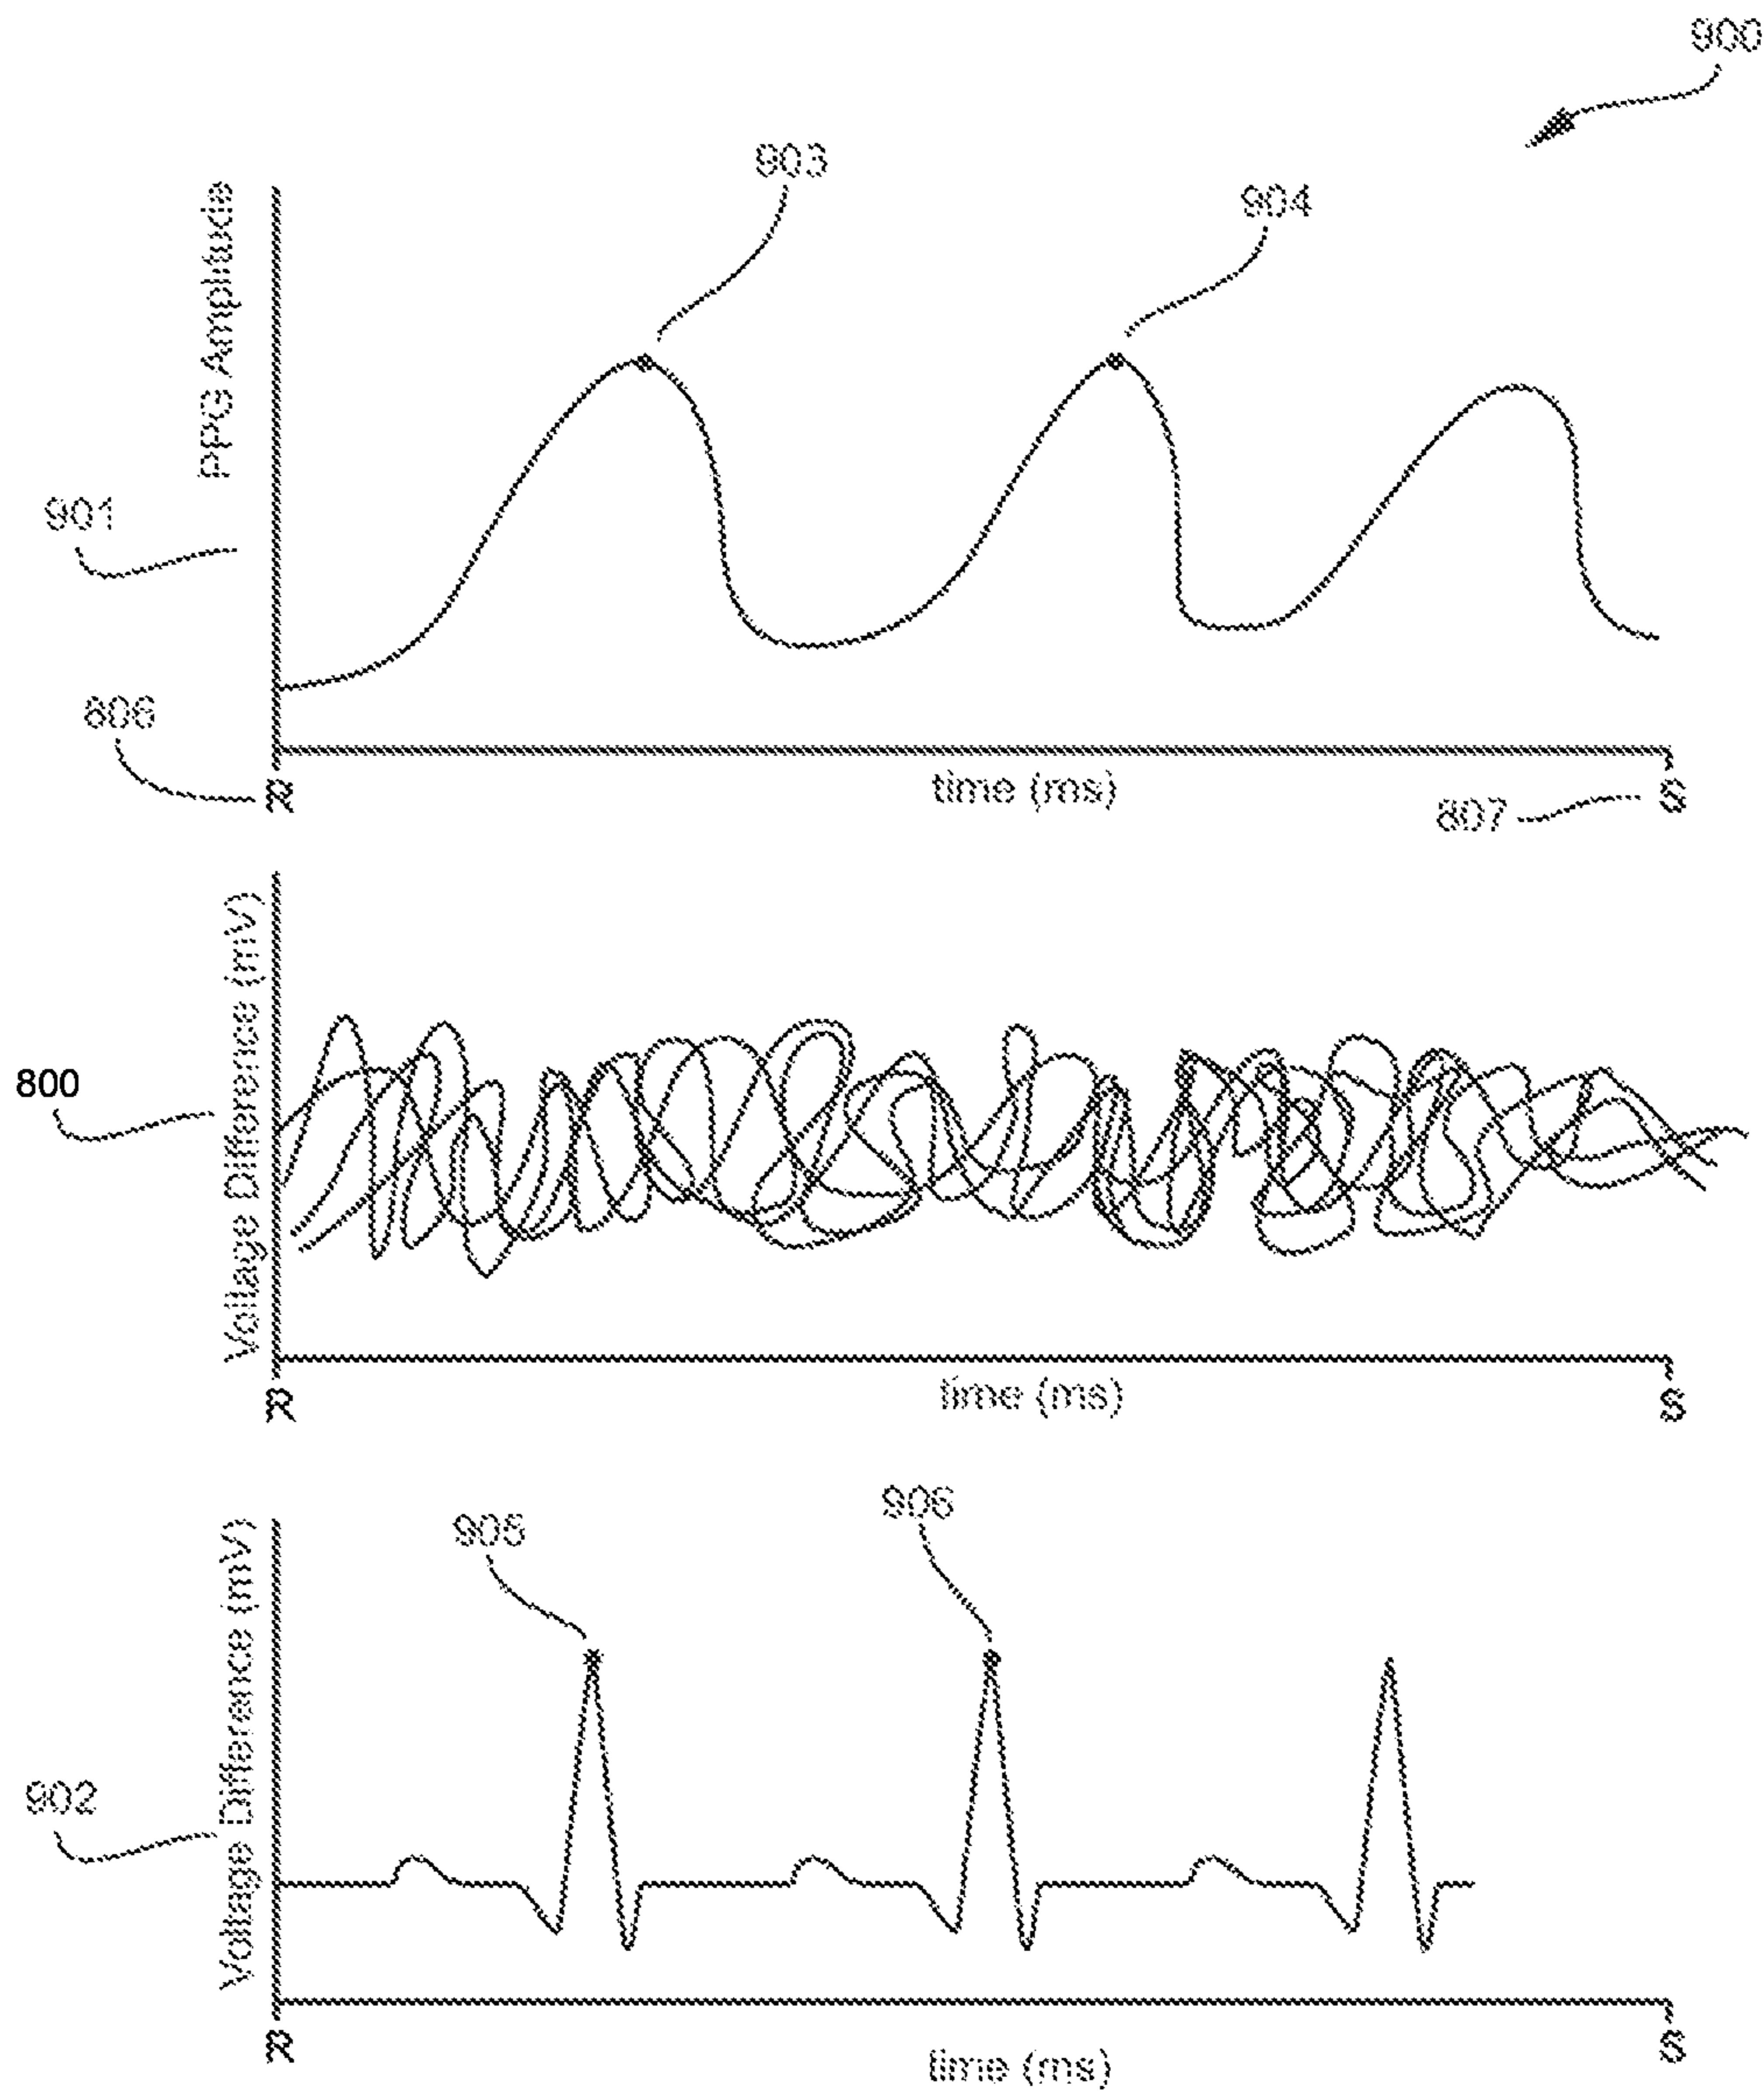 900
903
904
PPG Amplitude
901
806
R
time (ms)
807
S
Voltage Difference (mV)
800
R
time (ms)
S
905
906
Voltage Difference (mV)
902
R
time (ms)
S